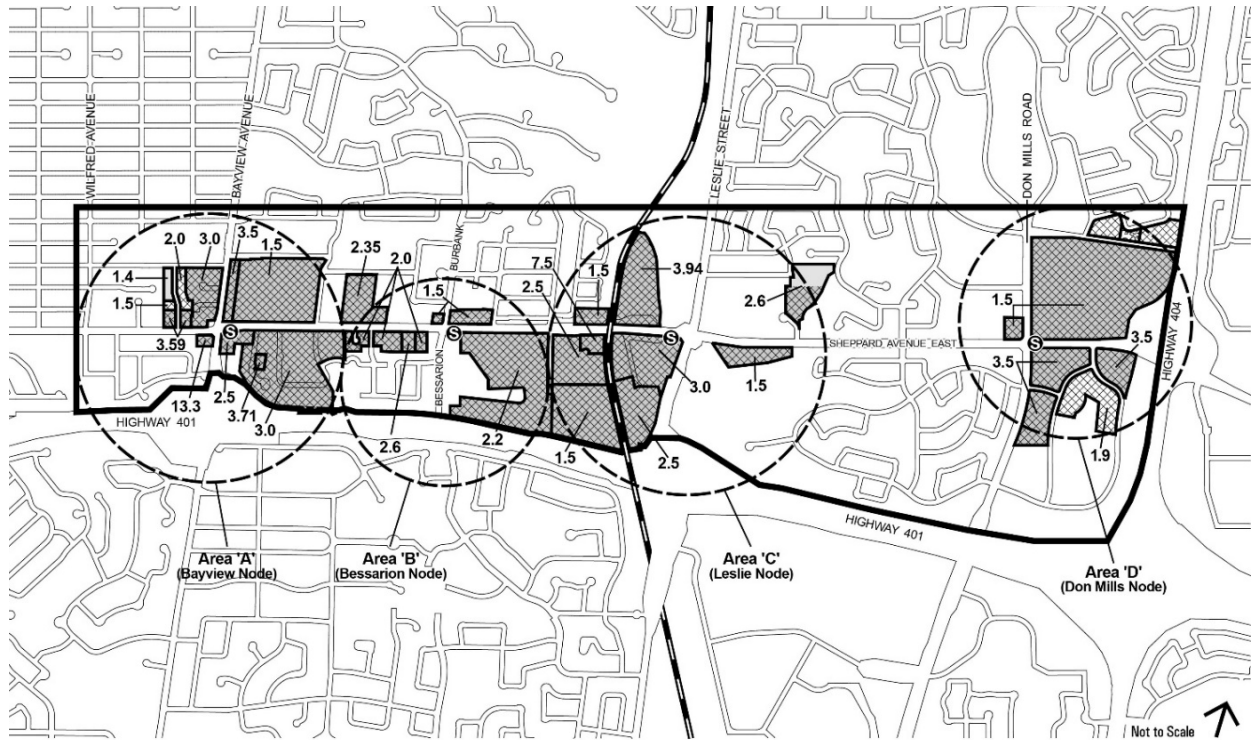 WILFRED AVENUE
BAYVIEW AVENUE
BURBANK
LESLIE STREET
DON MILLS ROAD
HIGHWAY 404
2.0
3.0
3.5
1.5
2.35
2.0
7.5
1.5
3.94
1.4
1.5
1.5
2.5
2.6
1.5
S
S
S
S
SHEPPARD AVENUE EAST
3.59
13.3
2.5
3.71
3.0
BESSARION
2.6
2.2
1.5
2.5
3.0
1.5
3.5
3.5
1.9
HIGHWAY 401
HIGHWAY 401
Area 'A'
(Bayview Node)
Area 'B'
(Bessarion Node)
Area 'C'
(Leslie Node)
Area 'D'
(Don Mills Node)
Not to Scale